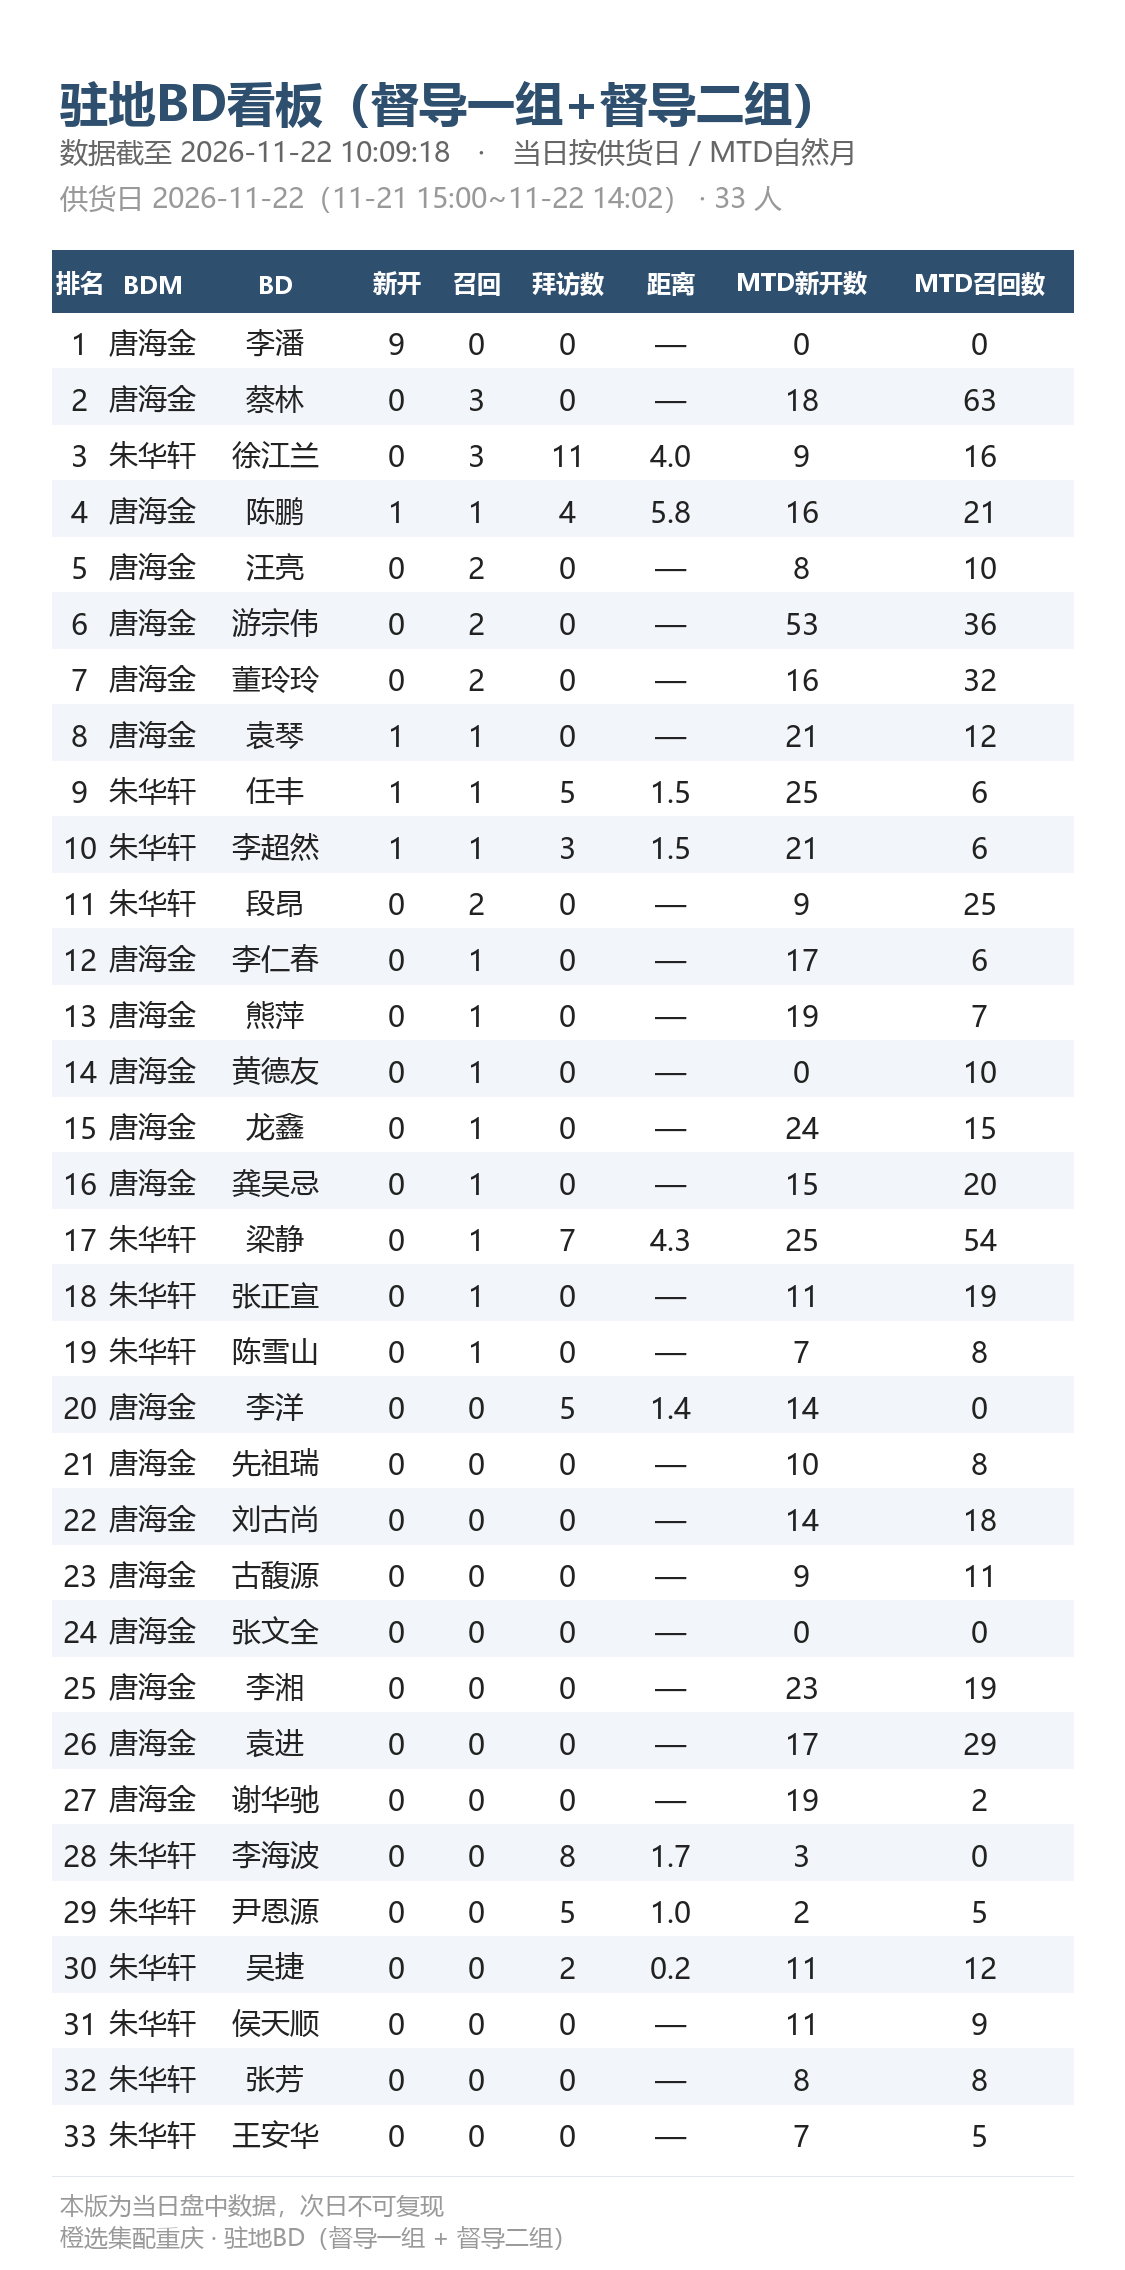 驻地BD看板（督导一组+督导二组）
数据截至 2026-11-22 10:09:18 · 当日按供货日 / MTD自然月
供货日 2026-11-22（11-21 15:00~11-22 14:02） · 33 人
排名 BDM BD 新开 召回 拜访数 距离 MTD新开数 MTD召回数
1 唐海金 李潘 9 0 0 — 0 0
2 唐海金 蔡林 0 3 0 — 18 63
3 朱华轩 徐江兰 0 3 11 4.0 9 16
4 唐海金 陈鹏 1 1 4 5.8 16 21
5 唐海金 汪亮 0 2 0 — 8 10
6 唐海金 游宗伟 0 2 0 — 53 36
7 唐海金 董玲玲 0 2 0 — 16 32
8 唐海金 袁琴 1 1 0 — 21 12
9 朱华轩 任丰 1 1 5 1.5 25 6
10 朱华轩 李超然 1 1 3 1.5 21 6
11 朱华轩 段昂 0 2 0 — 9 25
12 唐海金 李仁春 0 1 0 — 17 6
13 唐海金 熊萍 0 1 0 — 19 7
14 唐海金 黄德友 0 1 0 — 0 10
15 唐海金 龙鑫 0 1 0 — 24 15
16 唐海金 龚吴忌 0 1 0 — 15 20
17 朱华轩 梁静 0 1 7 4.3 25 54
18 朱华轩 张正宣 0 1 0 — 11 19
19 朱华轩 陈雪山 0 1 0 — 7 8
20 唐海金 李洋 0 0 5 1.4 14 0
21 唐海金 先祖瑞 0 0 0 — 10 8
22 唐海金 刘古尚 0 0 0 — 14 18
23 唐海金 古馥源 0 0 0 — 9 11
24 唐海金 张文全 0 0 0 — 0 0
25 唐海金 李湘 0 0 0 — 23 19
26 唐海金 袁进 0 0 0 — 17 29
27 唐海金 谢华驰 0 0 0 — 19 2
28 朱华轩 李海波 0 0 8 1.7 3 0
29 朱华轩 尹恩源 0 0 5 1.0 2 5
30 朱华轩 吴捷 0 0 2 0.2 11 12
31 朱华轩 侯天顺 0 0 0 — 11 9
32 朱华轩 张芳 0 0 0 — 8 8
33 朱华轩 王安华 0 0 0 — 7 5
本版为当日盘中数据，次日不可复现
橙选集配重庆 · 驻地BD（督导一组 + 督导二组）